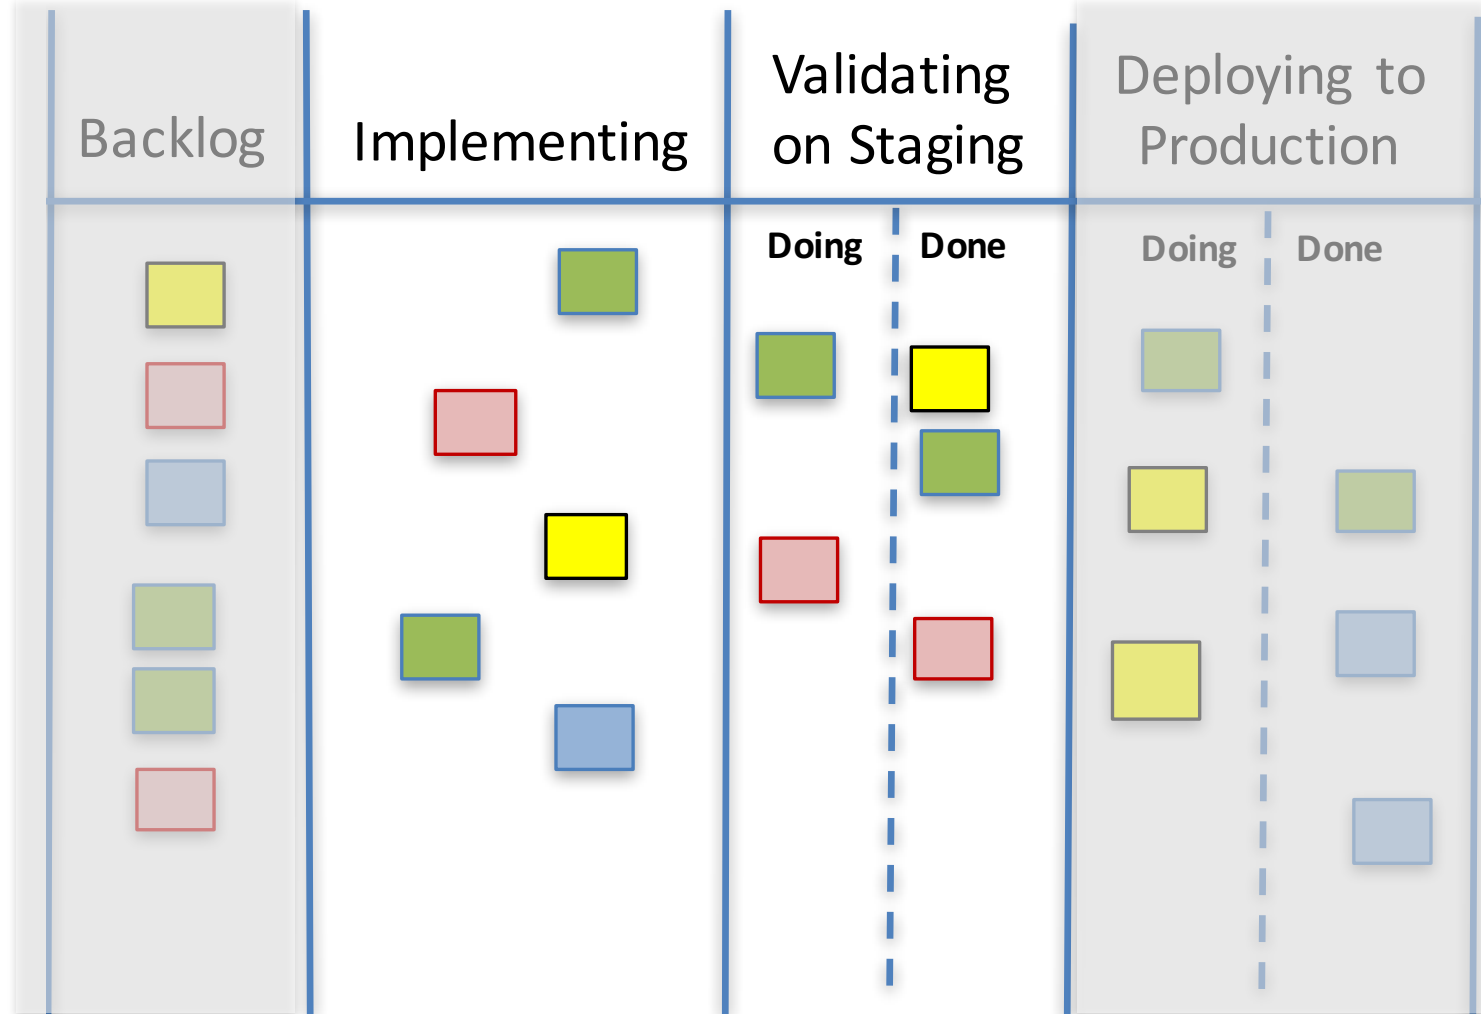 Backlog
Implementing
Validating
on Staging
Deploying to
Production
Doing
Done
Doing
Done